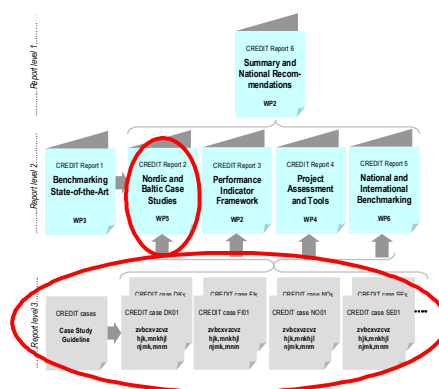 Report level 1.
CREDIT Report 6
Summary and
National Recom-
mendations
WP2
Report level 2.
CREDIT Report 1
Benchmarking
State-of-the-Art
WP3
CREDIT Report 2
Nordic and
Baltic Case
Studies
WP5
CREDIT Report 3
Performance
Indicator
Framework
WP2
CREDIT Report 4
Project
Assessment
and Tools
WP4
CREDIT Report 5
National and
International
Benchmarking
WP6
Report level 3.
CREDIT cases
Case Study
Guideline
CREDIT case DKx
CREDIT case FIx
CREDIT case NOx
CREDIT case SEx
CREDIT case DK01
zvbcxvzcvz
hjk,mnkhjl
njmk,mnm
CREDIT case FI01
zvbcxvzcvz
hjk,mnkhjl
njmk,mnm
CREDIT case NO01
zvbcxvzcvz
hjk,mnkhjl
njmk,mnm
CREDIT case SE01
zvbcxvzcvz
hjk,mnkhjl
njmk,mnm